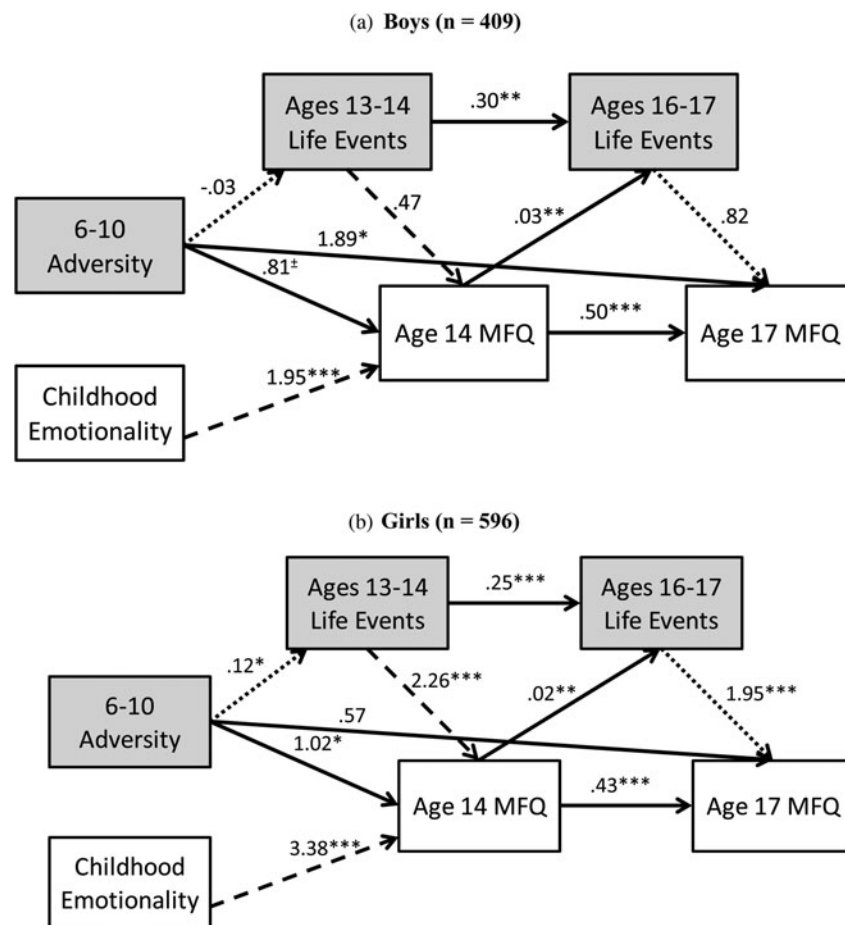 (a) Boys (n = 409)
Ages 13-14
Life Events
.30**
Ages 16-17
Life Events
-.03
.47
.03**
.82
6-10
Adversity
1.89*
.81±
Age 14 MFQ
.50***
Age 17 MFQ
Childhood
Emotionality
1.95***
(b) Girls (n = 596)
Ages 13-14
Life Events
.25***
Ages 16-17
Life Events
.12*
2.26***
.02**
1.95***
6-10
Adversity
.57
1.02*
Age 14 MFQ
.43***
Age 17 MFQ
Childhood
Emotionality
3.38***